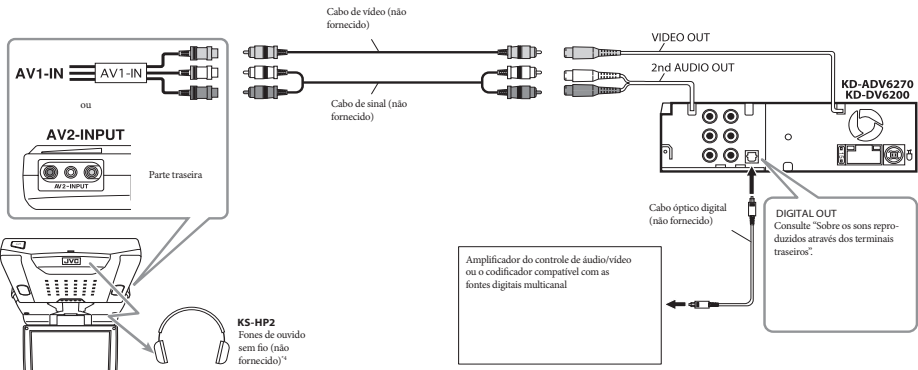 Cabo de vídeo (não
fornecido)
AV1-IN
AV1-IN
ou
AV2-INPUT
AV2-INPUT
Parte traseira
Cabo de sinal (não
fornecido)
VIDEO OUT
2nd AUDIO OUT
KD-ADV6270
KD-DV6200
Cabo óptico digital
(não fornecido)
DIGITAL OUT
Consulte “Sobre os sons repro-
duzidos através dos terminais
traseiros”.
Amplificador do controle de áudio/vídeo
ou o codificador compatível com as
fontes digitais multicanal
JVC
KS-HP2
Fones de ouvido
sem fio (não
fornecido)*4